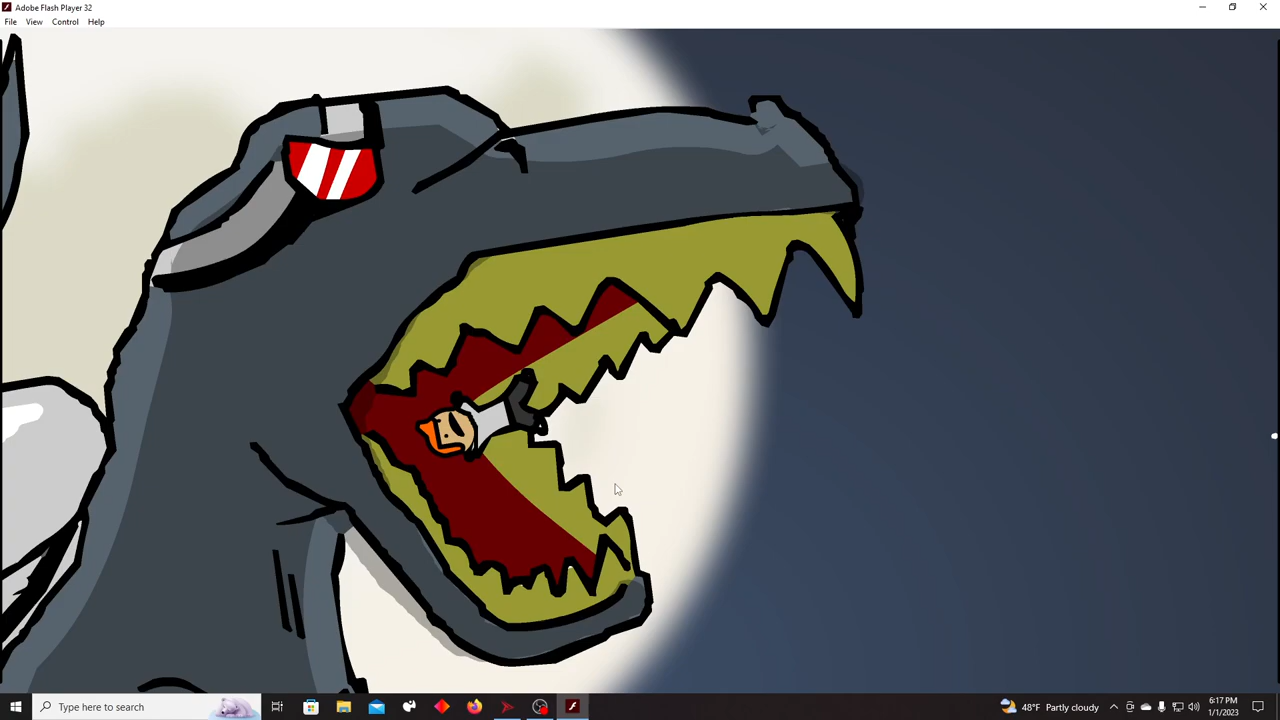 Adobe Flash Player 32
File View Control Help
Type here to search
48°F Partly cloudy
6:17 PM
1/1/2023